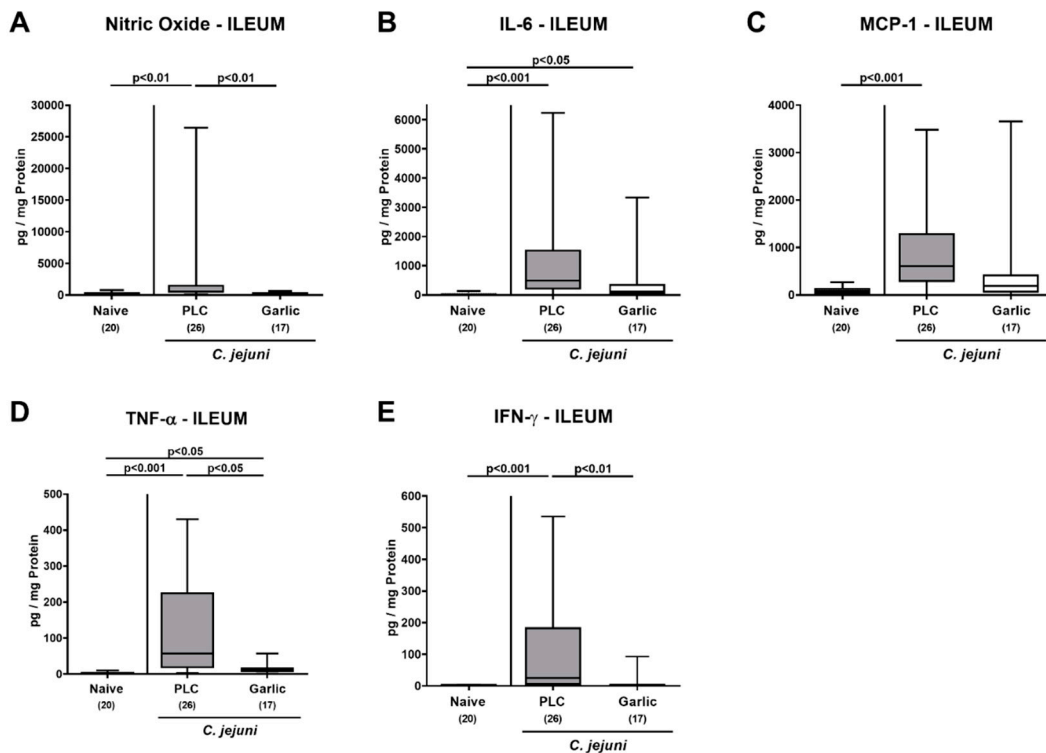 A
Nitric Oxide - ILEUM
p<0.01
p<0.01
pg / mg Protein
30000
25000
20000
15000
10000
5000
0
Naive
PLC
Garlic
(20)
(26)
(17)
C. jejuni
B
IL-6 - ILEUM
p<0.05
p<0.001
pg / mg Protein
6000
5000
4000
3000
2000
1000
0
Naive
PLC
Garlic
(20)
(26)
(17)
C. jejuni
C
MCP-1 - ILEUM
p<0.001
pg / mg Protein
4000
3000
2000
1000
0
Naive
PLC
Garlic
(20)
(26)
(17)
C. jejuni
D
TNF-α - ILEUM
p<0.05
p<0.001
p<0.05
pg / mg Protein
500
400
300
200
100
0
Naive
PLC
Garlic
(20)
(26)
(17)
C. jejuni
E
IFN-γ - ILEUM
p<0.001
p<0.01
pg / mg Protein
600
500
400
300
200
100
0
Naive
PLC
Garlic
(20)
(26)
(17)
C. jejuni